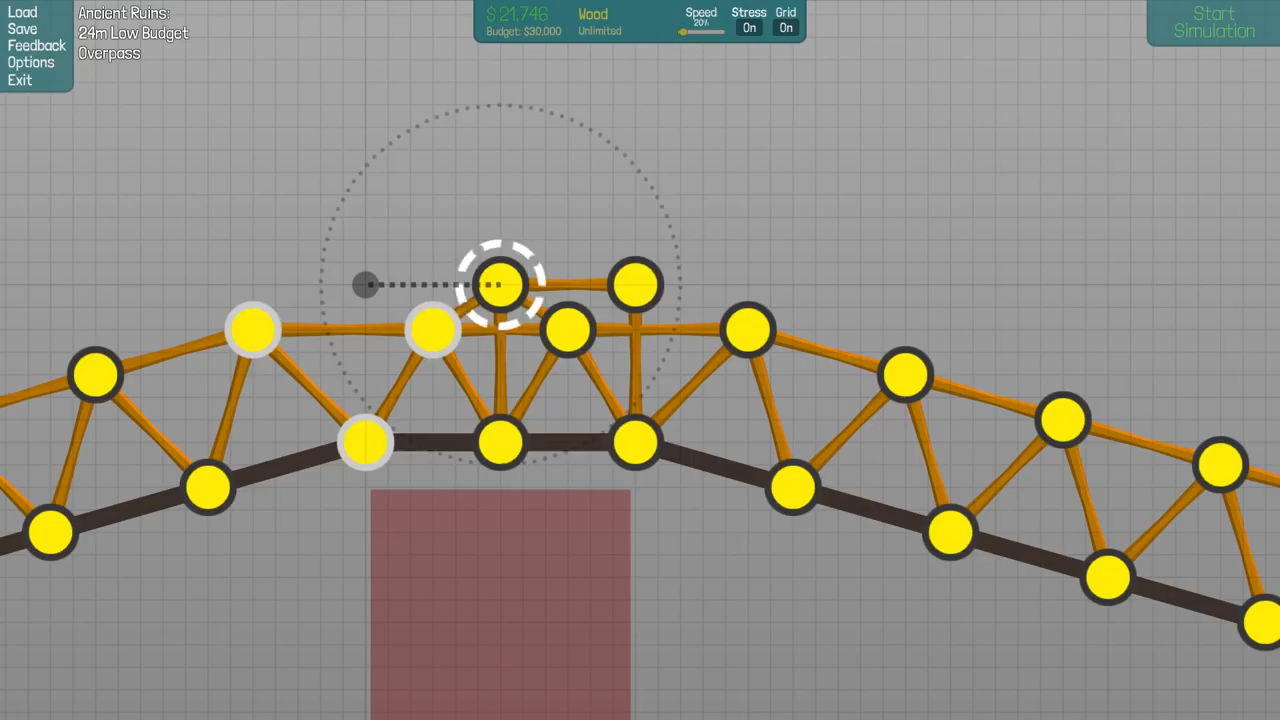 Load
Save
Feedback
Options
Exit
Ancient Ruins:
24m Low Budget
Overpass
$ 21,746
Budget: $30,000
Wood
Unlimited
Speed
20%
Stress
On
Grid
On
Start
Simulation